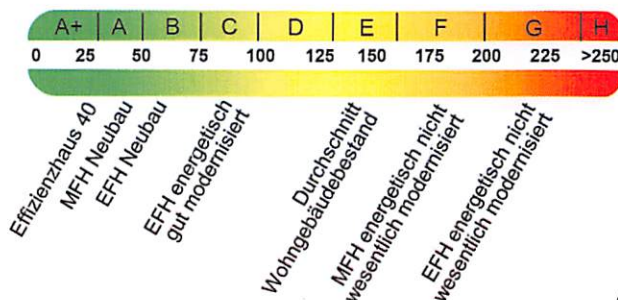 A+ A B C D E F G H
0 25 50 75 100 125 150 175 200 225 >250
Effizienzhaus 40
MFH Neubau
EFH Neubau
EFH energetisch
gut modernisiert
Durchschnitt
Wohngebäudebestand
MFH energetisch nicht
wesentlich modernisiert
EFH energetisch nicht
wesentlich modernisiert